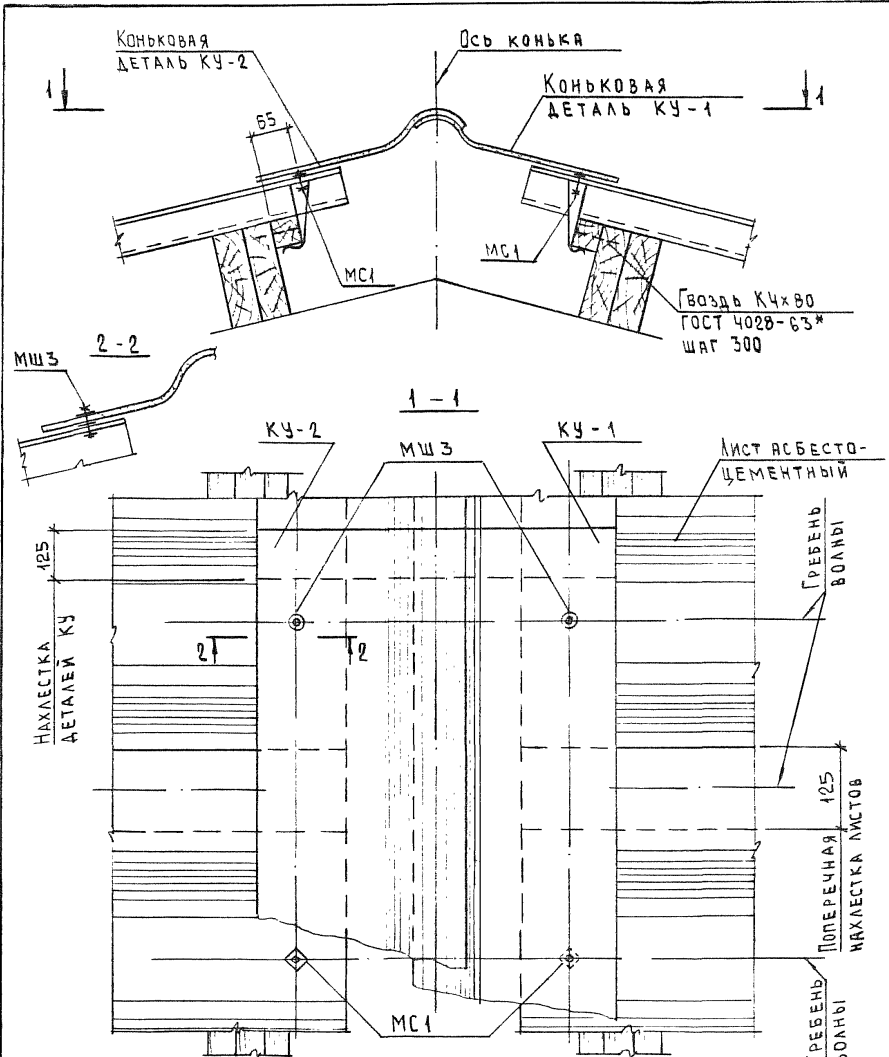 Коньковая
деталь КУ-2
Ось конька
Коньковая
деталь КУ-1
1
1
65
МС1
МС1
Гвоздь К4×80
ГОСТ 4028-63*
шаг 300
2-2
МШ3
1-1
КУ-2
МШ3
КУ-1
Лист асбесто-
цементный
125
Нахлестка
деталей КУ
Гребень
волны
2
2
125
Поперечная
нахлестка листов
МС1
Гребень
волны